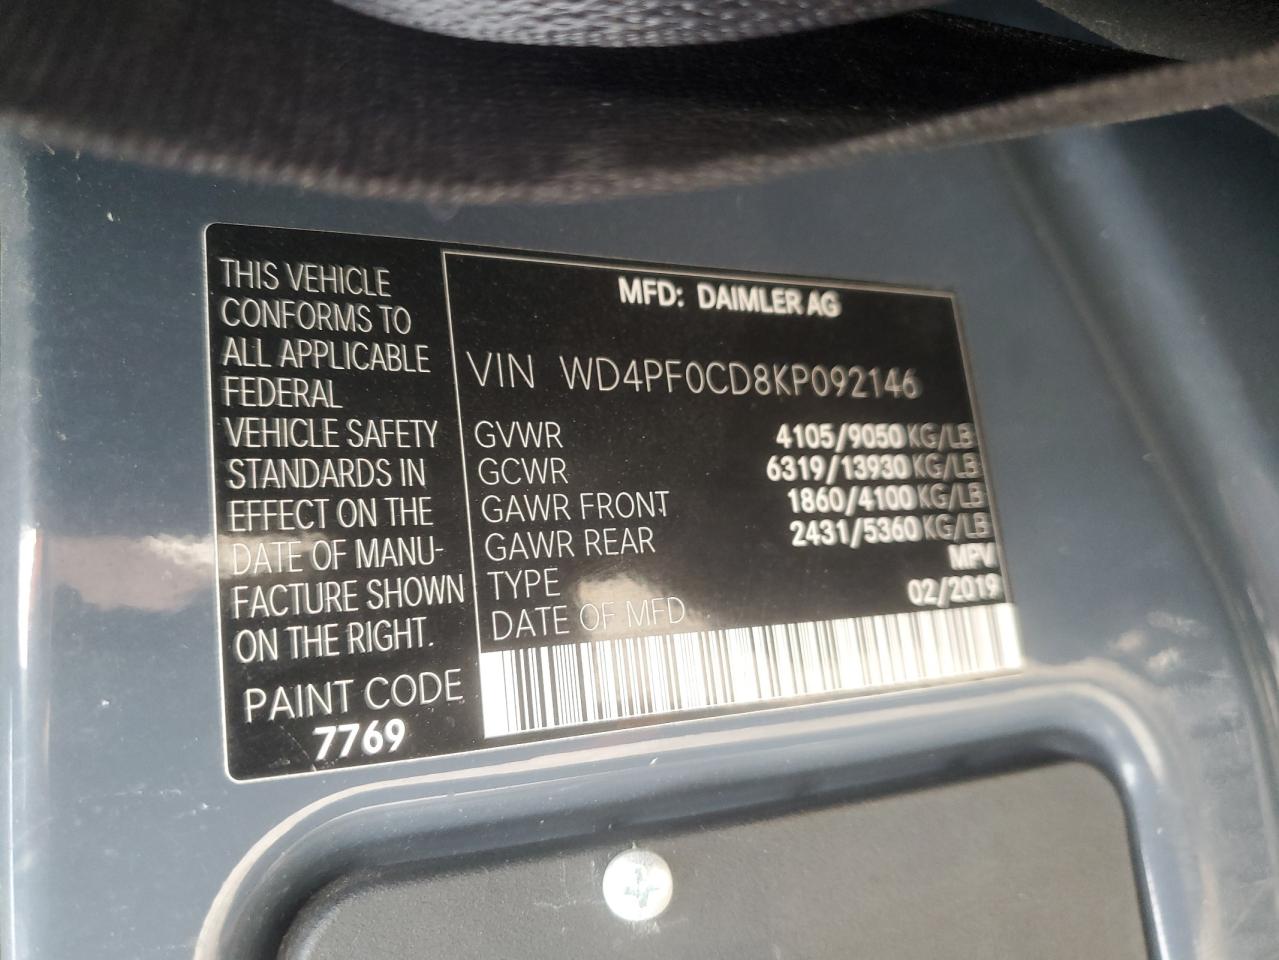 THIS VEHICLE
CONFORMS TO
ALL APPLICABLE
FEDERAL
VEHICLE SAFETY
STANDARDS IN
EFFECT ON THE
DATE OF MANU-
FACTURE SHOWN
ON THE RIGHT.
PAINT CODE
7769
MFD: DAIMLER AG
VIN WD4PF0CD8KP092146
GVWR 4105/9050 KG/LB
GCWR 6319/13930 KG/LB
GAWR FRONT 1860/4100 KG/LB
GAWR REAR 2431/5360 KG/LB
TYPE MPV
DATE OF MFD 02/2019